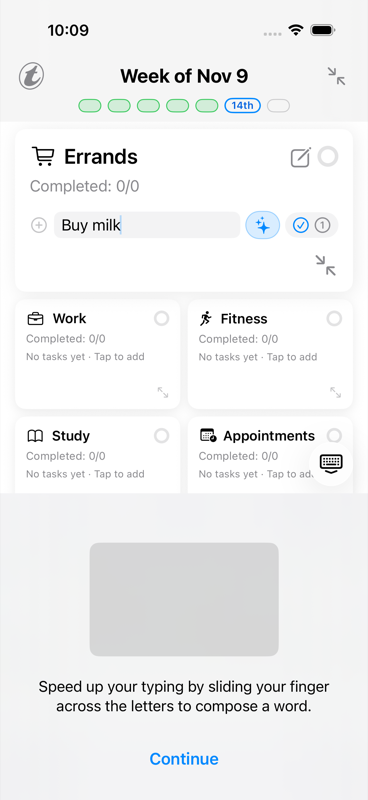 10:09
Week of Nov 9
14th
Errands
Completed: 0/0
Buy milk
1
Work
Completed: 0/0
No tasks yet · Tap to add
Fitness
Completed: 0/0
No tasks yet · Tap to add
Study
Completed: 0/0
No tasks yet · Tap to add
Appointments
Completed: 0/0
No tasks yet · Tap to add
Speed up your typing by sliding your finger
across the letters to compose a word.
Continue